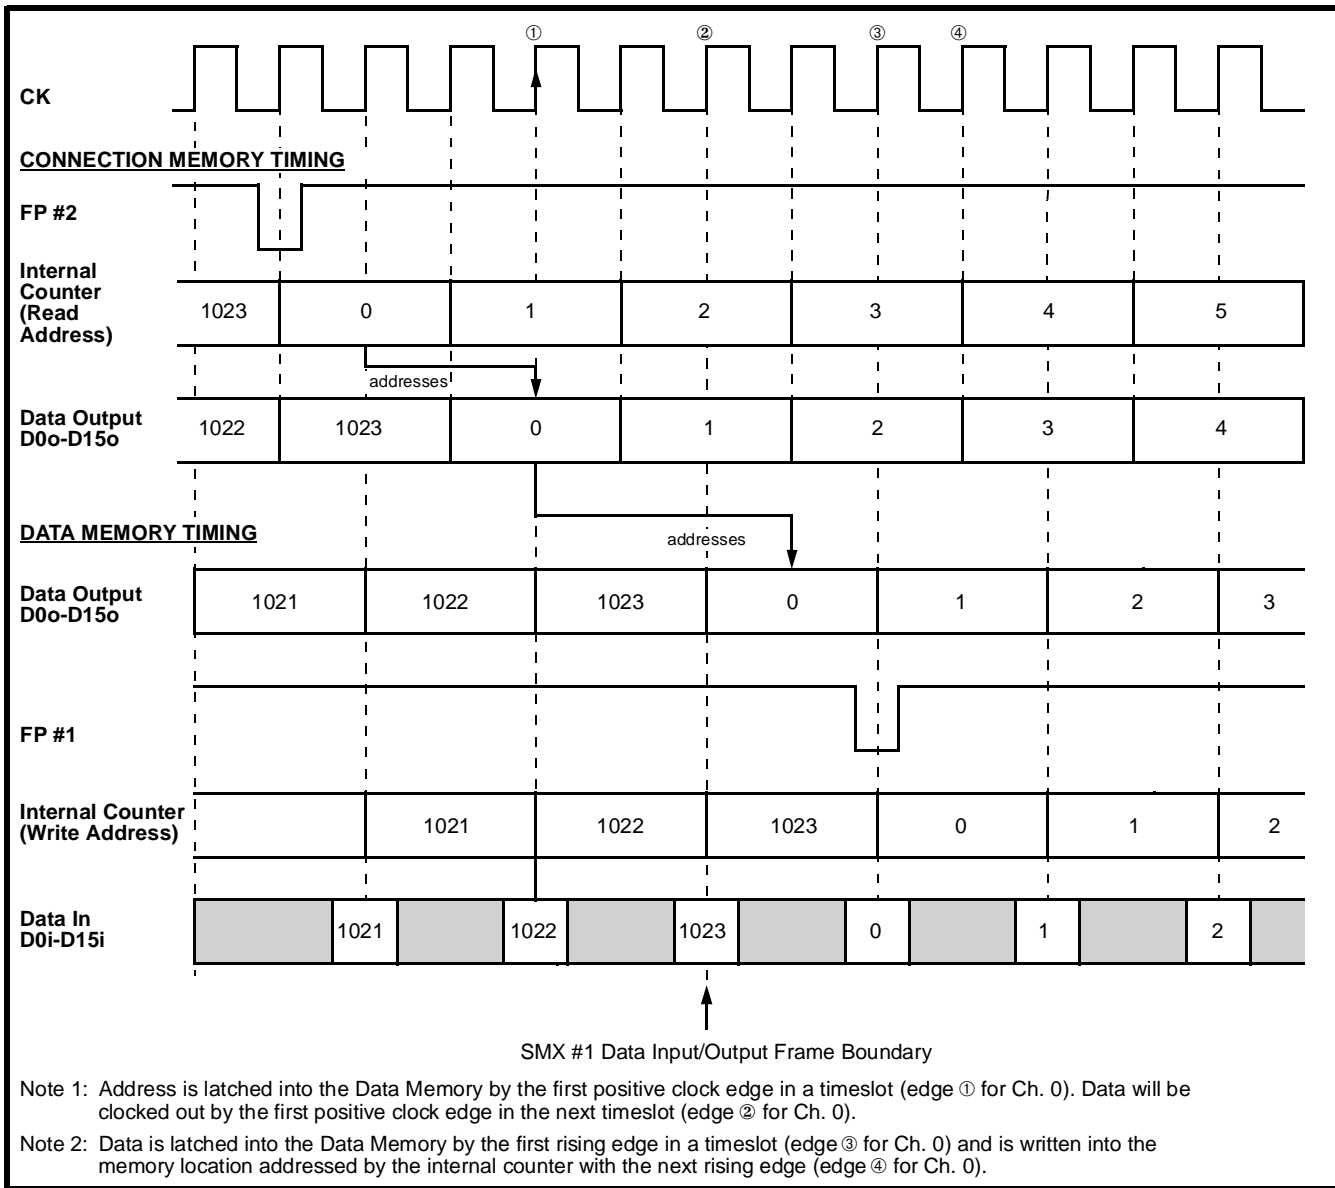 ① ② ③ ④
CK
CONNECTION MEMORY TIMING
FP #2
Internal
Counter
(Read
Address)
1023 0 1 2 3 4 5
addresses
Data Output
D0o-D15o
1022 1023 0 1 2 3 4
DATA MEMORY TIMING
addresses
Data Output
D0o-D15o
1021 1022 1023 0 1 2 3
FP #1
Internal Counter
(Write Address)
1021 1022 1023 0 1 2
Data In
D0i-D15i
1021 1022 1023 0 1 2
SMX #1 Data Input/Output Frame Boundary
Note 1: Address is latched into the Data Memory by the first positive clock edge in a timeslot (edge ① for Ch. 0). Data will be
clocked out by the first positive clock edge in the next timeslot (edge ② for Ch. 0).
Note 2: Data is latched into the Data Memory by the first rising edge in a timeslot (edge ③ for Ch. 0) and is written into the
memory location addressed by the internal counter with the next rising edge (edge ④ for Ch. 0).